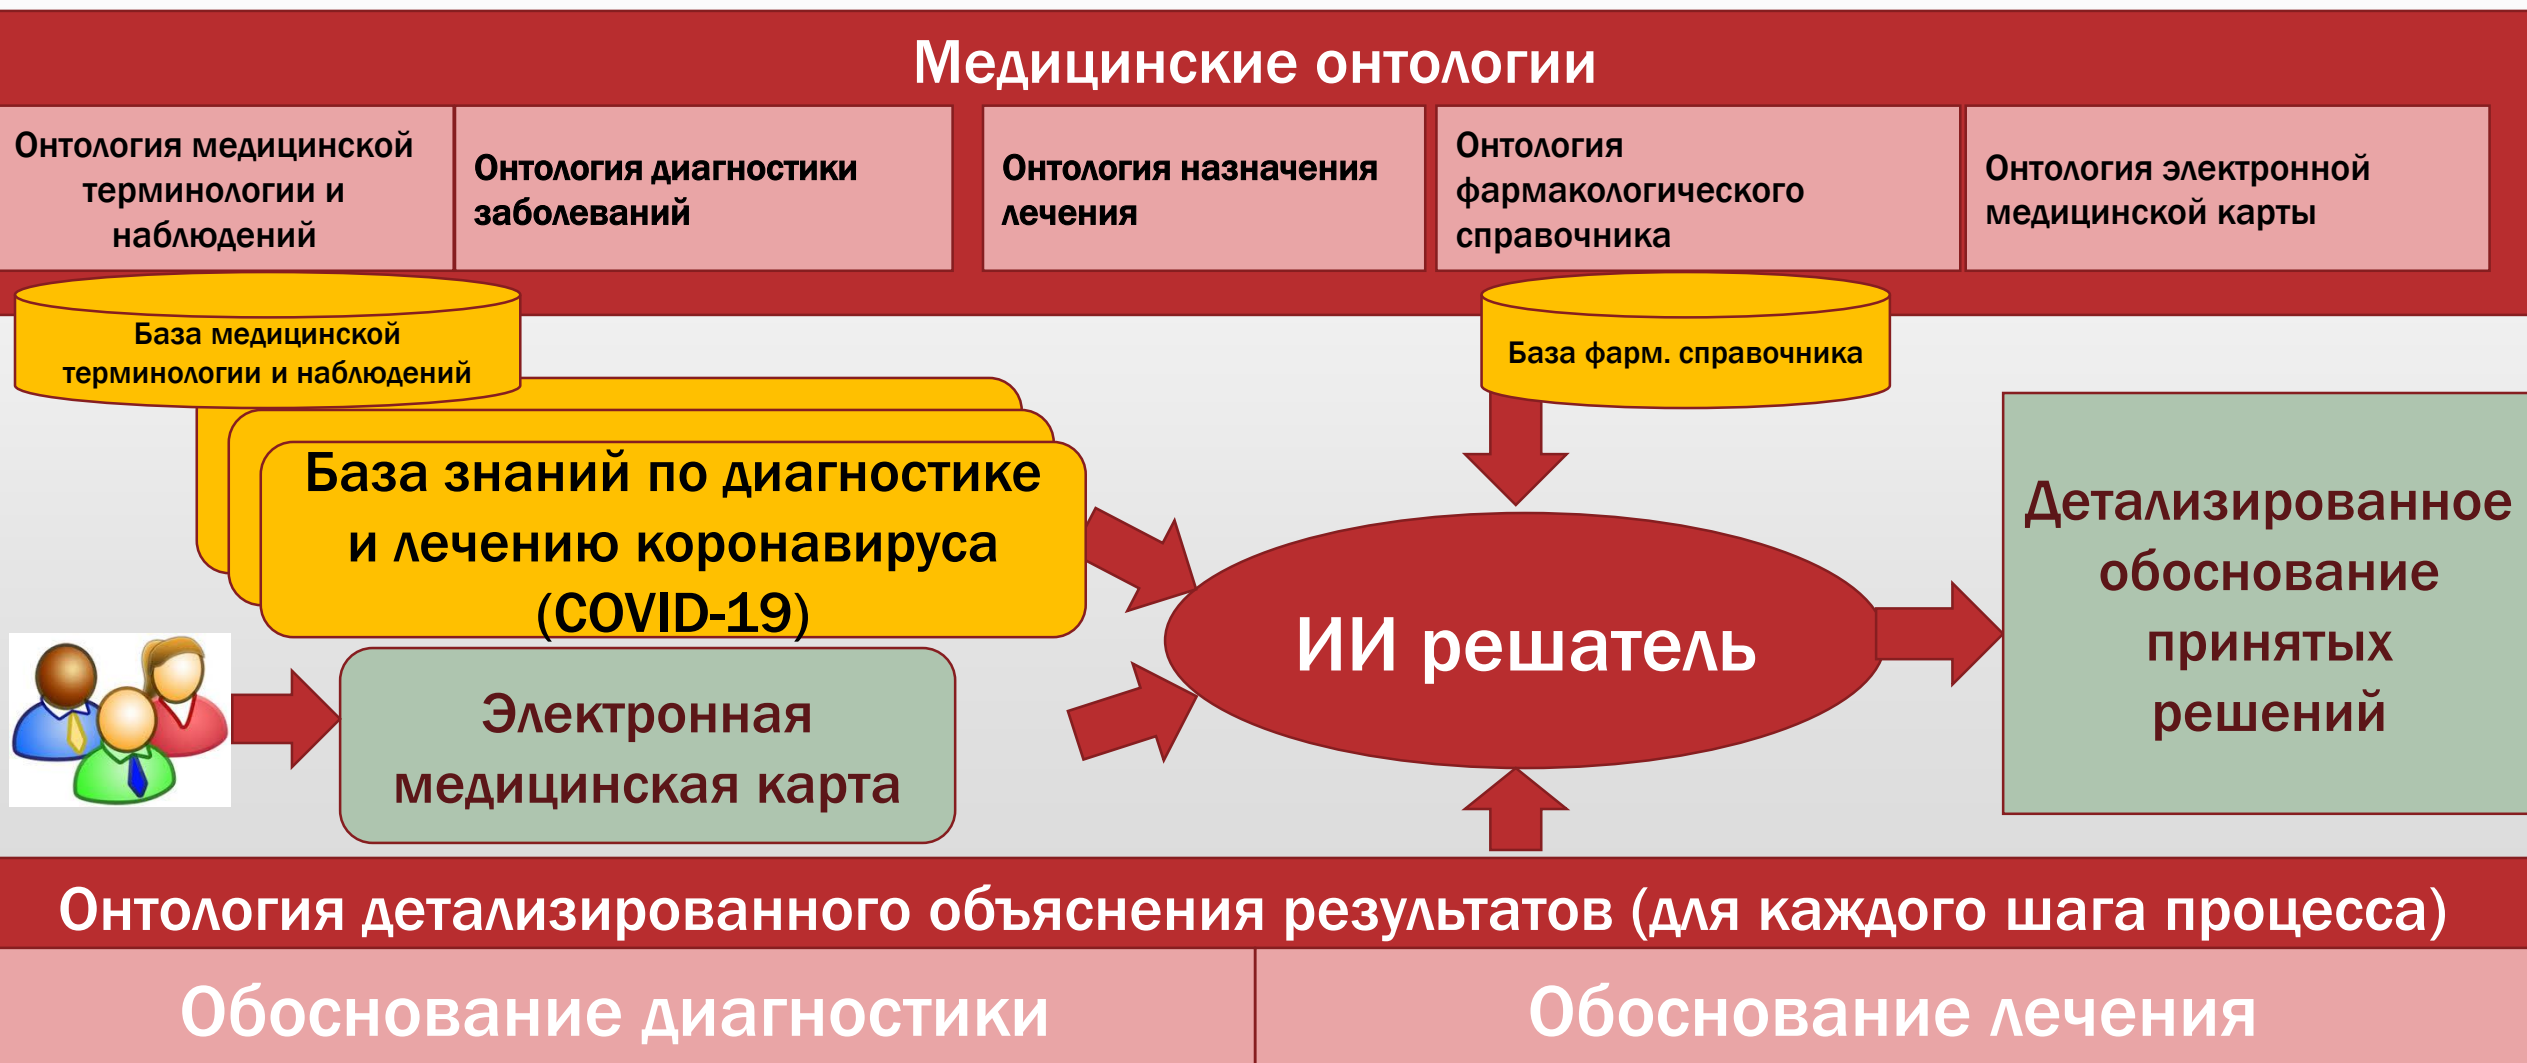 Медицинские онтологии
Онтология медицинской
терминологии и
наблюдений
Онтология диагностики
заболеваний
Онтология назначения
лечения
Онтология
фармакологического
справочника
Онтология электронной
медицинской карты
База медицинской
терминологии и наблюдений
База фарм. справочника
База знаний по диагностике
и лечению коронавируса
(COVID-19)
Электронная
медицинская карта
ИИ решатель
Детализированное
обоснование
принятых
решений
Онтология детализированного объяснения результатов (для каждого шага процесса)
Обоснование диагностики
Обоснование лечения